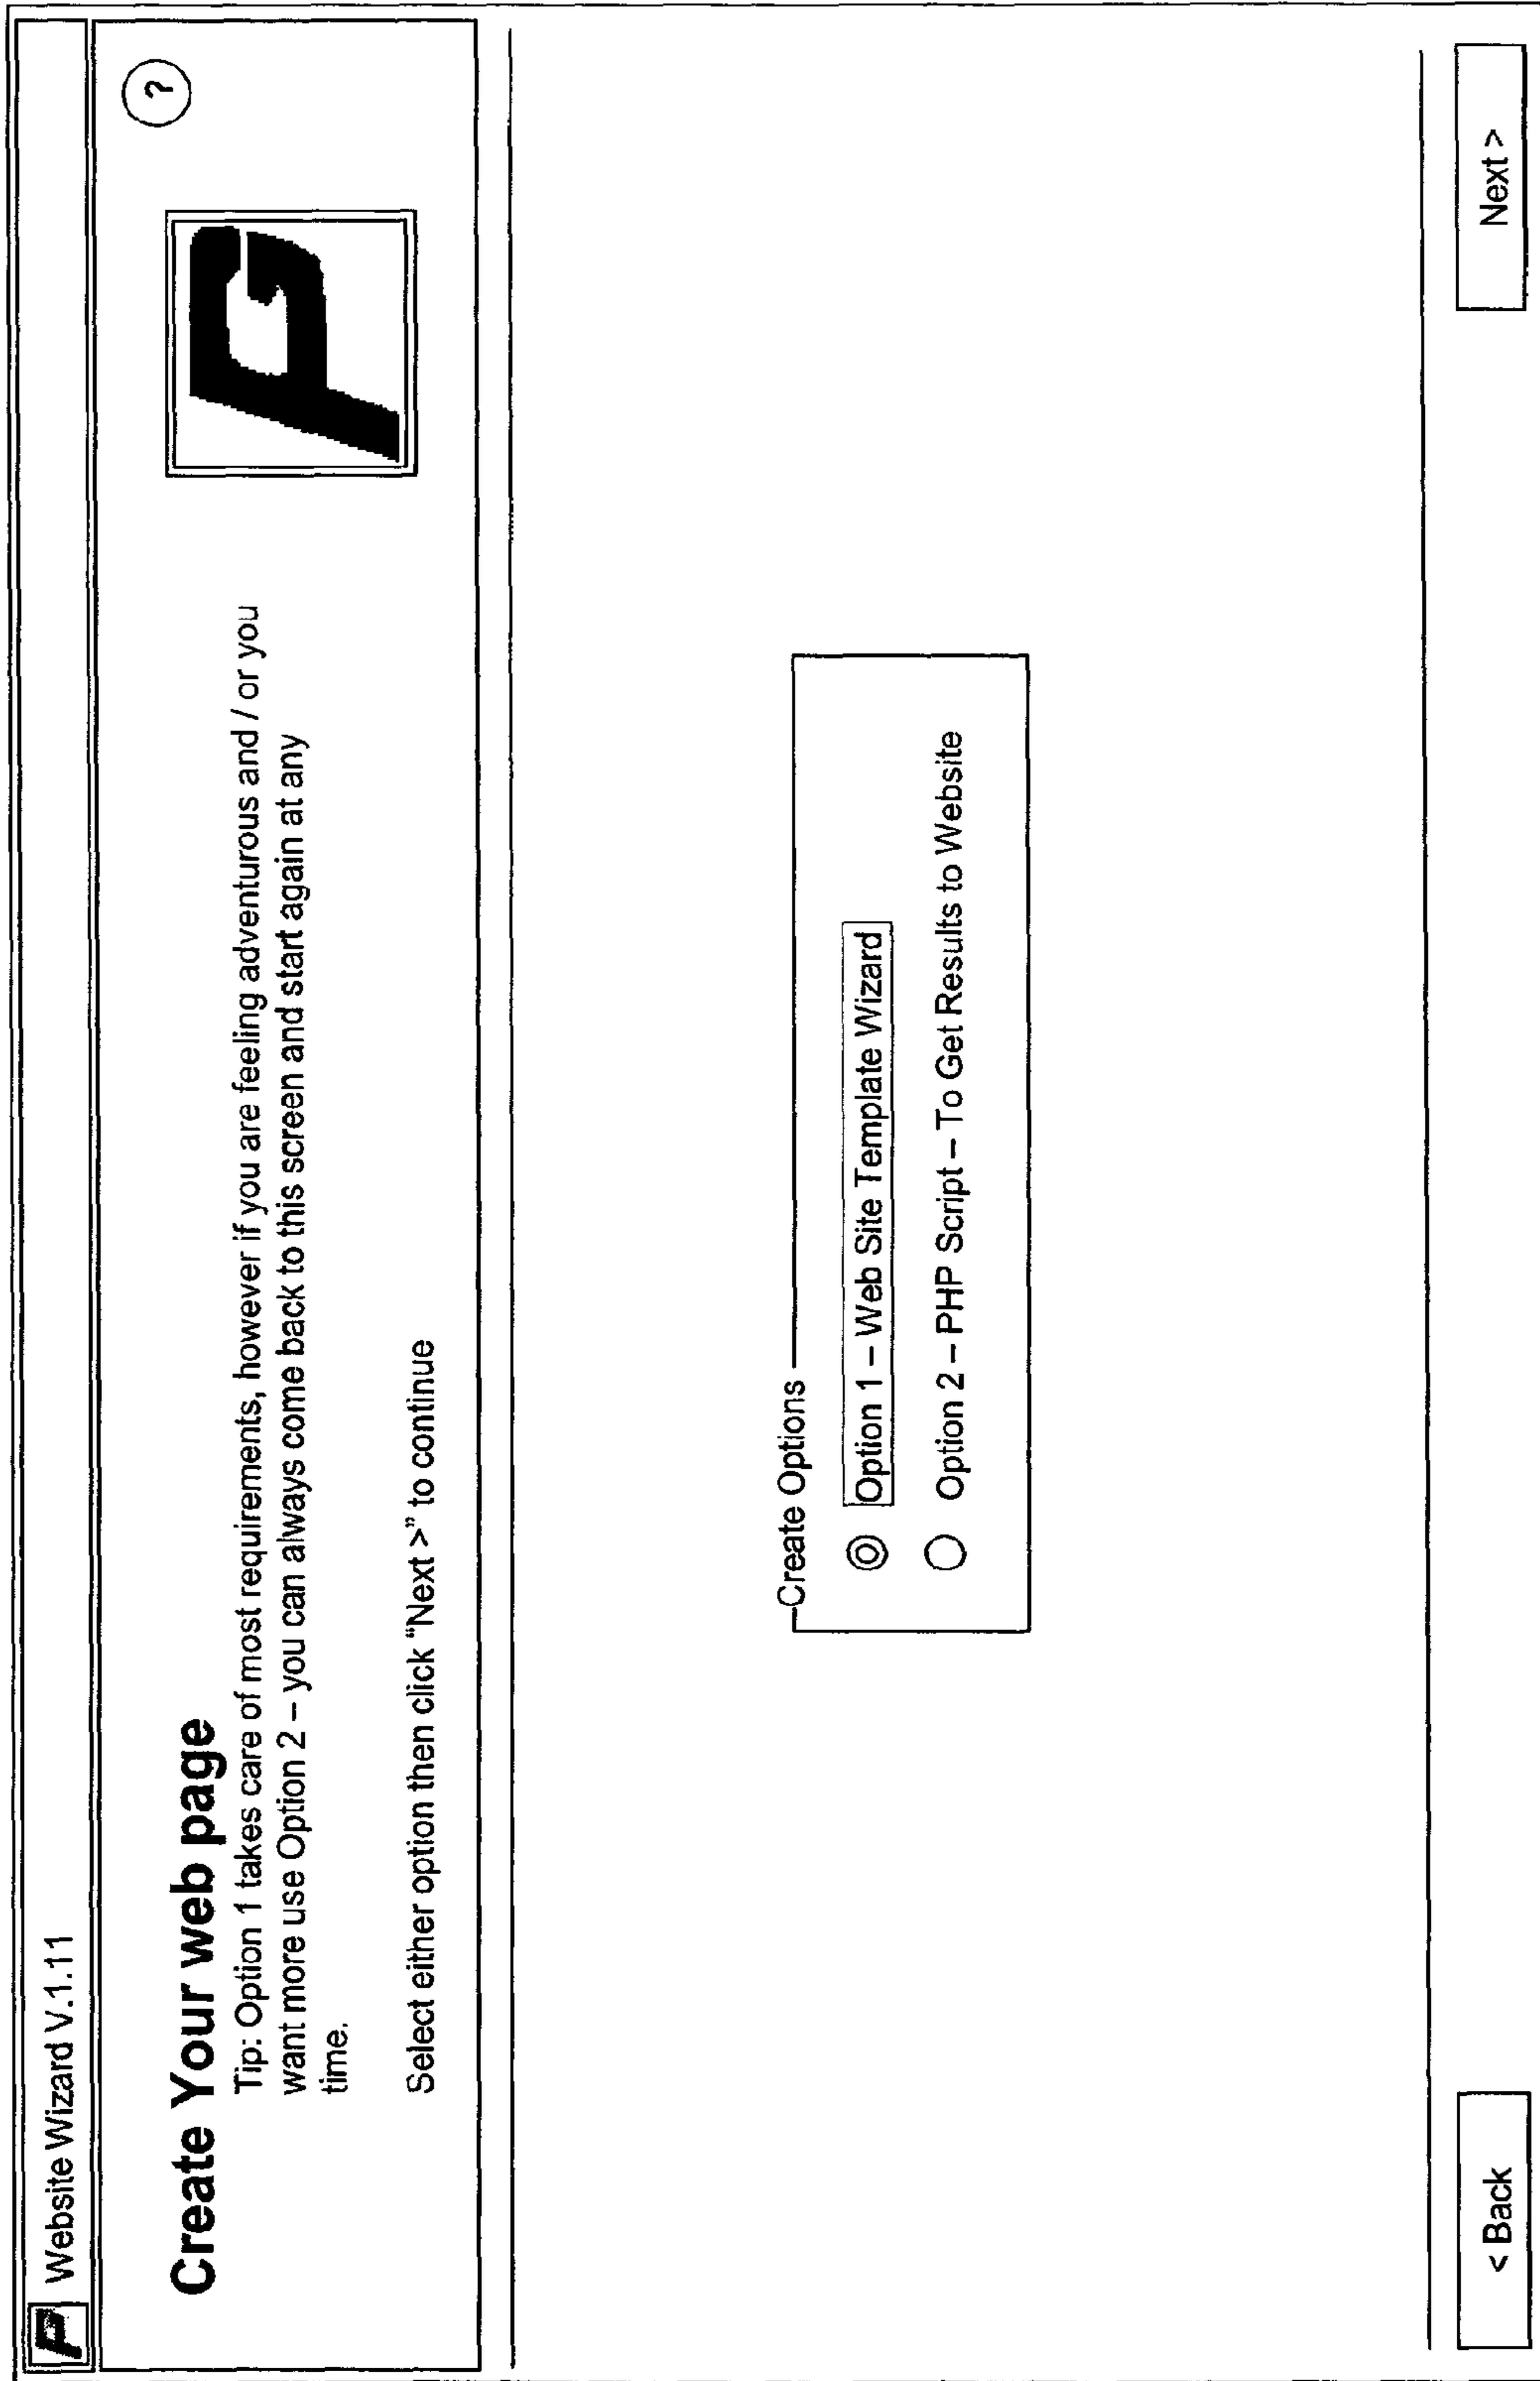 Website Wizard V.1.11
?
Create Your web page
Tip: Option 1 takes care of most requirements, however if you are feeling adventurous and / or you
want more use Option 2 – you can always come back to this screen and start again at any
time.
Select either option then click “Next >” to continue
Create Options
Option 1 – Web Site Template Wizard
Option 2 – PHP Script – To Get Results to Website
< Back
Next >